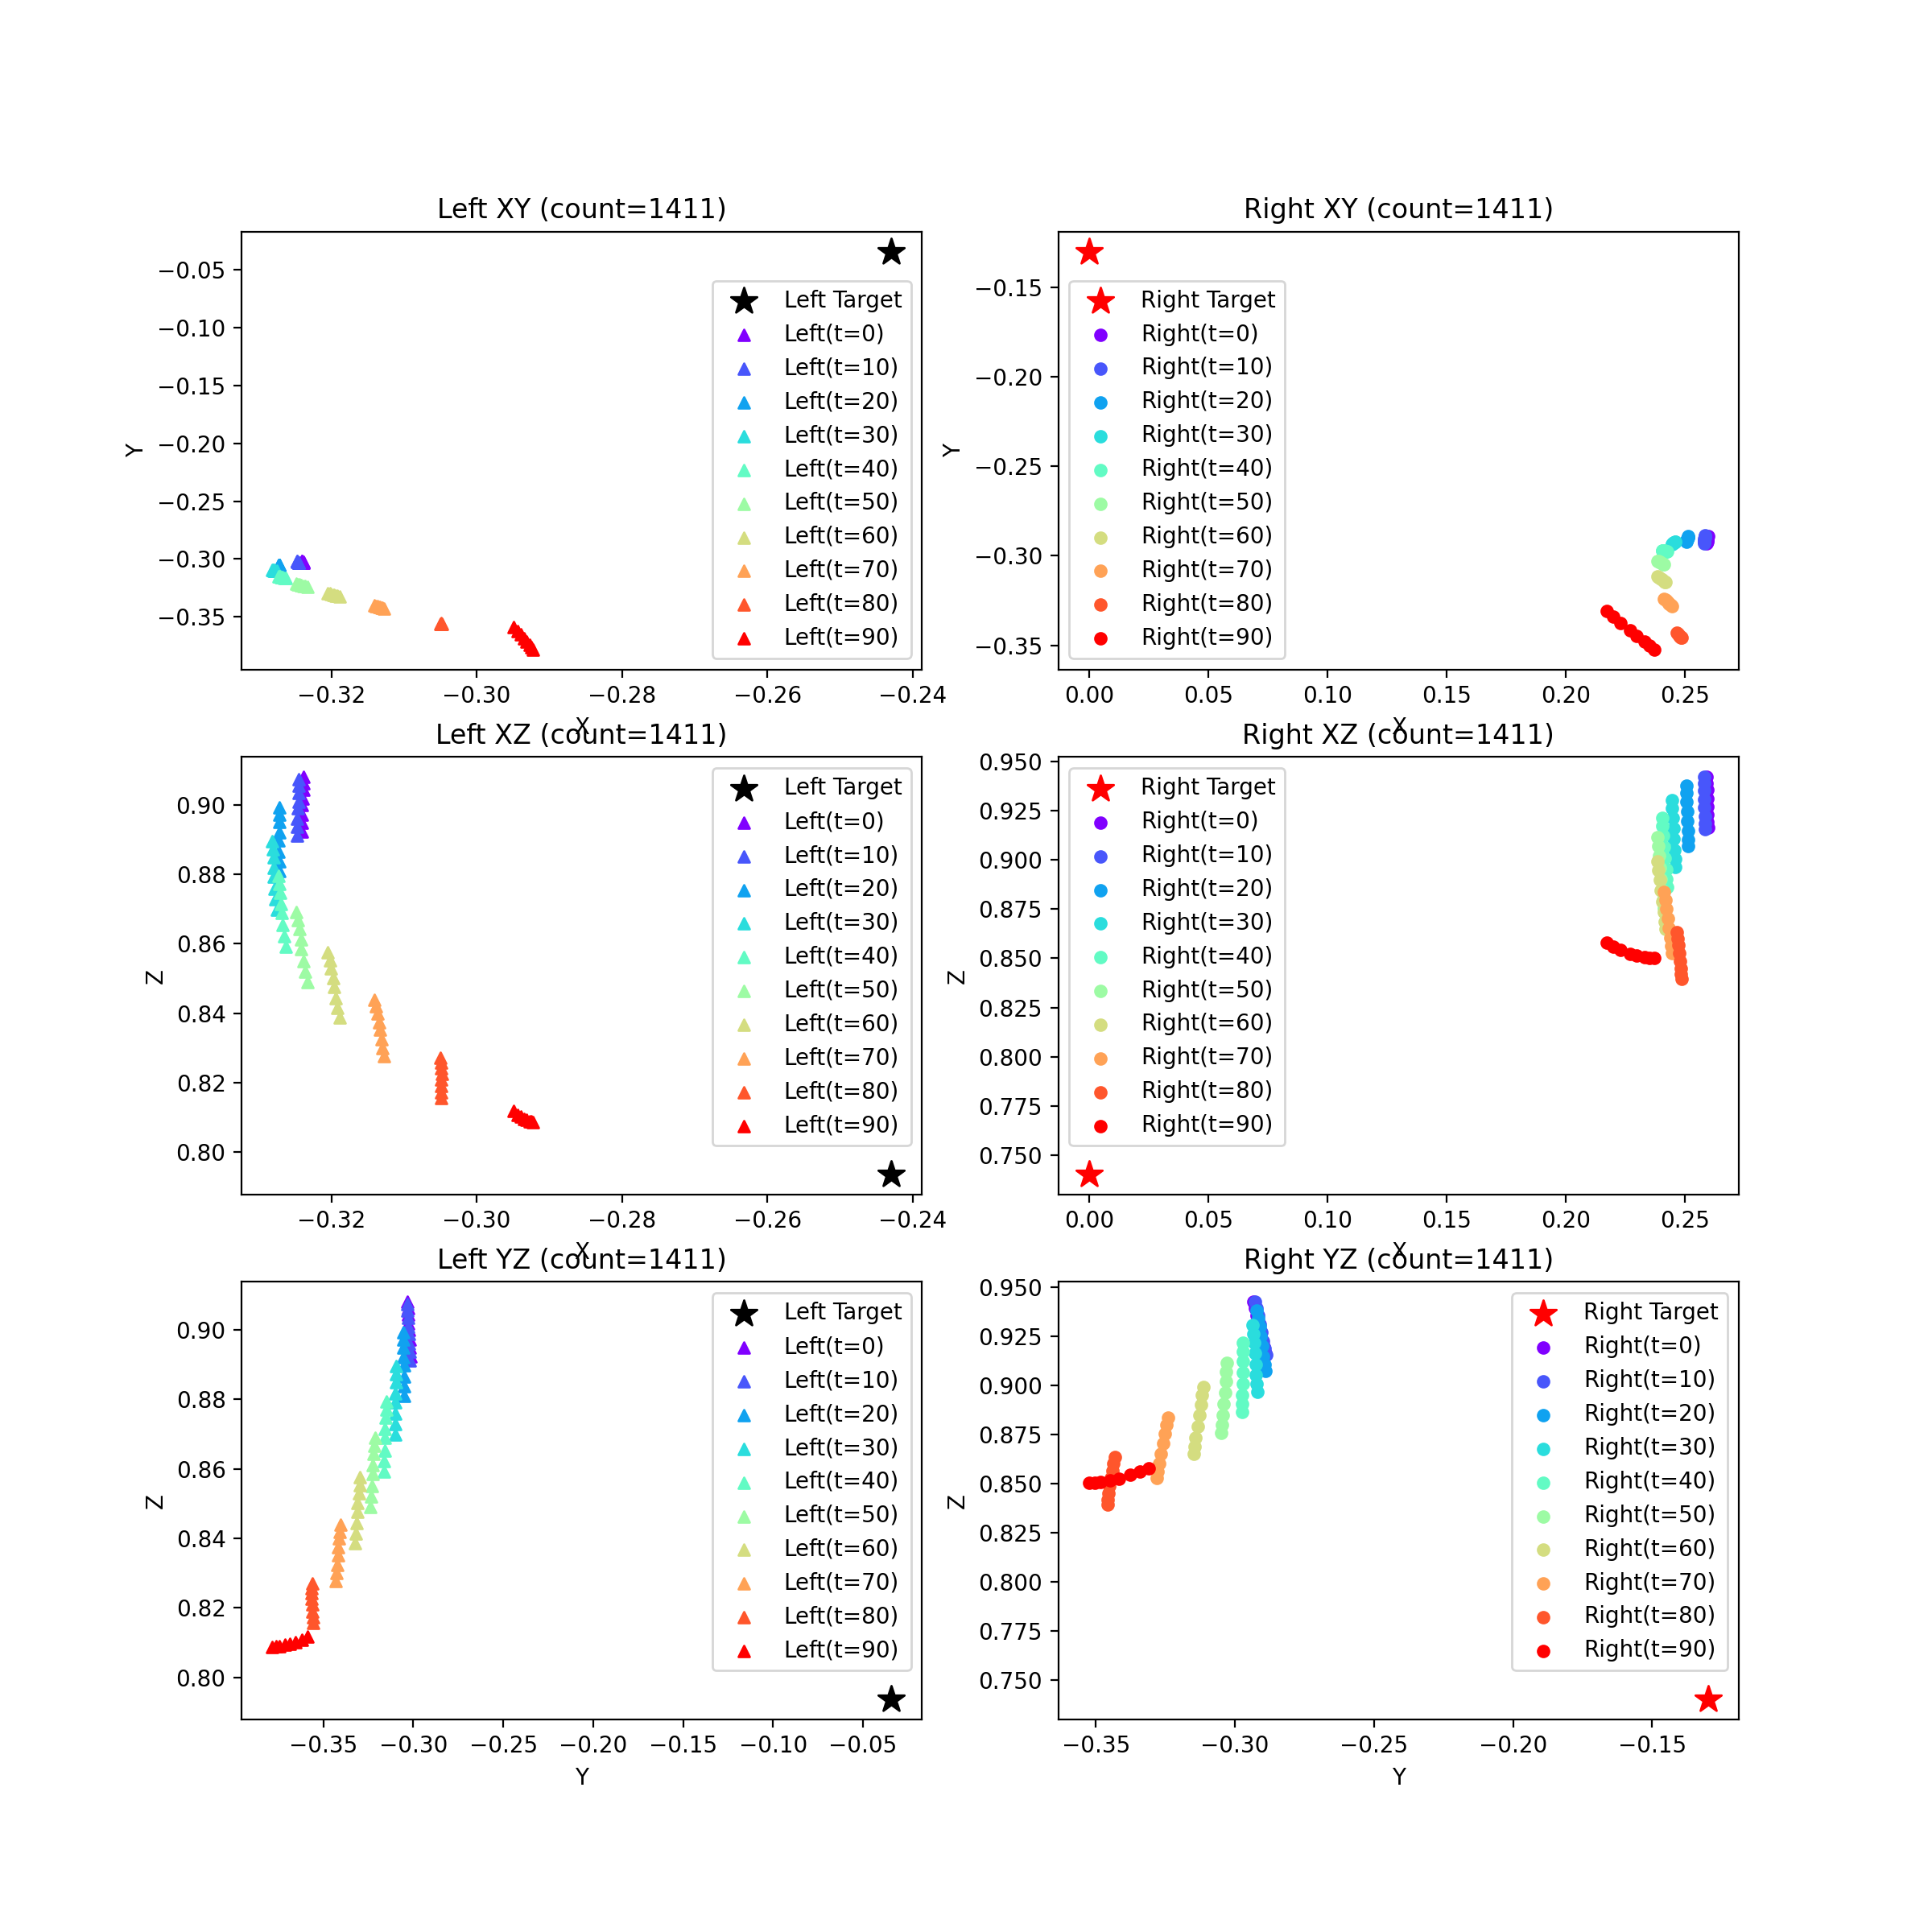 Left XY (count=1411)
−0.05
−0.10
−0.15
−0.20
−0.25
−0.30
−0.35
Y
−0.32
−0.30
−0.28
−0.26
−0.24
X
Left Target
Left(t=0)
Left(t=10)
Left(t=20)
Left(t=30)
Left(t=40)
Left(t=50)
Left(t=60)
Left(t=70)
Left(t=80)
Left(t=90)
Right XY (count=1411)
−0.15
−0.20
−0.25
−0.30
−0.35
Y
0.00
0.05
0.10
0.15
0.20
0.25
X
Right Target
Right(t=0)
Right(t=10)
Right(t=20)
Right(t=30)
Right(t=40)
Right(t=50)
Right(t=60)
Right(t=70)
Right(t=80)
Right(t=90)
Left XZ (count=1411)
0.90
0.88
0.86
0.84
0.82
0.80
Z
−0.32
−0.30
−0.28
−0.26
−0.24
X
Left Target
Left(t=0)
Left(t=10)
Left(t=20)
Left(t=30)
Left(t=40)
Left(t=50)
Left(t=60)
Left(t=70)
Left(t=80)
Left(t=90)
Right XZ (count=1411)
0.950
0.925
0.900
0.875
0.850
0.825
0.800
0.775
0.750
Z
0.00
0.05
0.10
0.15
0.20
0.25
X
Right Target
Right(t=0)
Right(t=10)
Right(t=20)
Right(t=30)
Right(t=40)
Right(t=50)
Right(t=60)
Right(t=70)
Right(t=80)
Right(t=90)
Left YZ (count=1411)
0.90
0.88
0.86
0.84
0.82
0.80
Z
−0.35
−0.30
−0.25
−0.20
−0.15
−0.10
−0.05
Y
Left Target
Left(t=0)
Left(t=10)
Left(t=20)
Left(t=30)
Left(t=40)
Left(t=50)
Left(t=60)
Left(t=70)
Left(t=80)
Left(t=90)
Right YZ (count=1411)
0.950
0.925
0.900
0.875
0.850
0.825
0.800
0.775
0.750
Z
−0.35
−0.30
−0.25
−0.20
−0.15
Y
Right Target
Right(t=0)
Right(t=10)
Right(t=20)
Right(t=30)
Right(t=40)
Right(t=50)
Right(t=60)
Right(t=70)
Right(t=80)
Right(t=90)